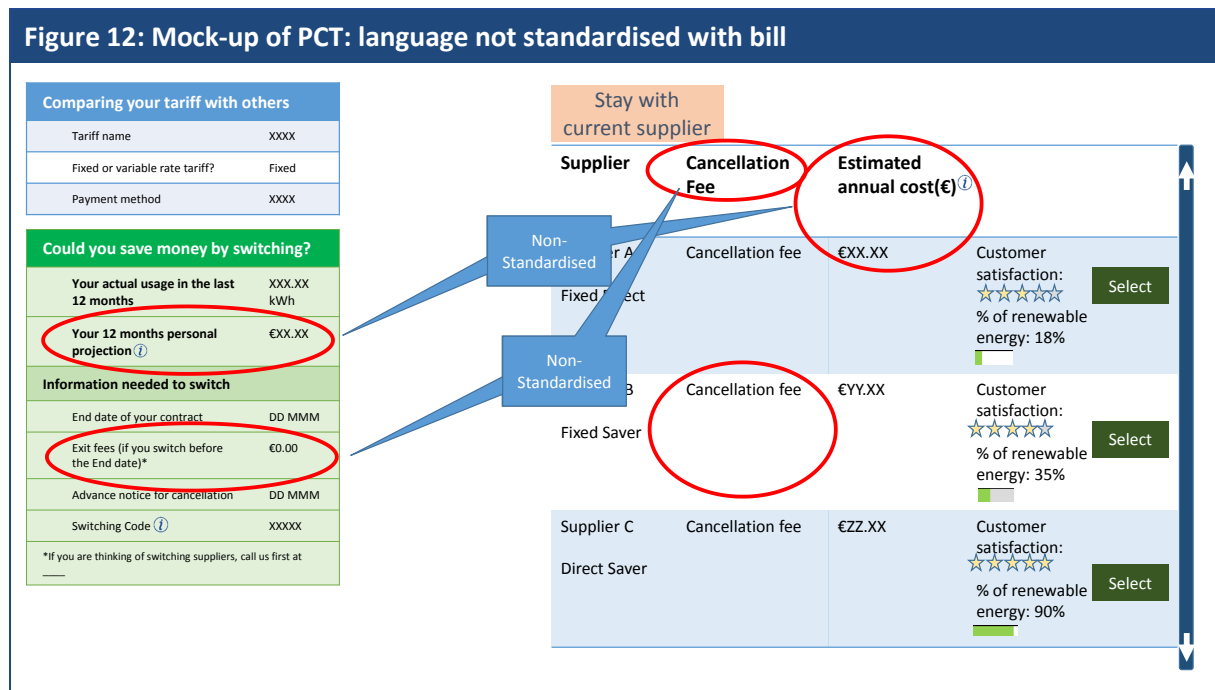 Figure 12: Mock-up of PCT: language not standardised with bill
Comparing your tariff with others
Tariff name XXXX
Fixed or variable rate tariff? Fixed
Payment method XXXX
Could you save money by switching?
Your actual usage in the last XXX.XX
12 months kWh
Your 12 months personal €XX.XX
projection i
Information needed to switch
End date of your contract DD MMM
Exit fees (if you switch before €0.00
the End date)*
Advance notice for cancellation DD MMM
Switching Code i XXXXX
*If you are thinking of switching suppliers, call us first at
____
Non-
Standardised
Non-
Standardised
Stay with
current supplier
Supplier Cancellation Estimated
Fee annual cost(€) i
r A Cancellation fee €XX.XX Customer
satisfaction:
Fixed
Select
% of renewable
energy: 18%
B Cancellation fee €YY.XX Customer
satisfaction:
Fixed Saver
Select
% of renewable
energy: 35%
Supplier C Cancellation fee €ZZ.XX Customer
satisfaction:
Direct Saver
Select
% of renewable
energy: 90%